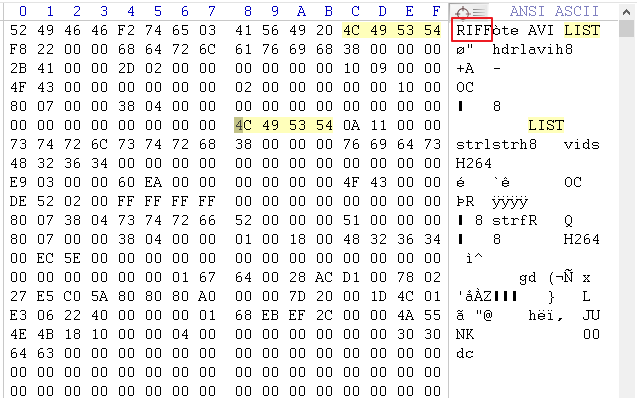 0 1 2 3 4 5 6 7 8 9 A B C D E F ANSI ASCII
52 49 46 46 F2 74 65 03 41 56 49 20 4C 49 53 54 RIFFòte AVI LIST
F8 22 00 00 68 64 72 6C 61 76 69 68 38 00 00 00 ø" hdrlavih8
2B 41 00 00 2D 02 00 00 00 00 00 00 10 09 00 00 +A -
4F 43 00 00 00 00 00 00 02 00 00 00 00 00 10 00 OC
80 07 00 00 38 04 00 00 00 00 00 00 00 00 00 00 8
00 00 00 00 00 00 00 00 4C 49 53 54 0A 11 00 00 LIST
73 74 72 6C 73 74 72 68 38 00 00 00 76 69 64 73 strlstrh8 vids
48 32 36 34 00 00 00 00 00 00 00 00 00 00 00 00 H264
E9 03 00 00 60 EA 00 00 00 00 00 00 4F 43 00 00 é `ê OC
DE 52 02 00 FF FF FF FF 00 00 00 00 00 00 00 00 ÞR ÿÿÿÿ
80 07 38 04 73 74 72 66 52 00 00 00 51 00 00 00 8 strfR Q
80 07 00 00 38 04 00 00 01 00 18 00 48 32 36 34 8 H264
00 EC 5E 00 00 00 00 00 00 00 00 00 00 00 00 00 ì^
00 00 00 00 00 00 01 67 64 00 28 AC D1 00 78 02 gd (¬Ñ x
27 E5 C0 5A 80 80 80 A0 00 00 7D 20 00 1D 4C 01 'åÀZ } L
E3 06 22 40 00 00 00 01 68 EB EF 2C 00 00 4A 55 ã "@ hëï, JU
4E 4B 18 10 00 00 04 00 00 00 00 00 00 00 30 30 NK 00
64 63 00 00 00 00 00 00 00 00 00 00 00 00 00 00 dc
00 00 00 00 00 00 00 00 00 00 00 00 00 00 00 00
00 00 00 00 00 00 00 00 00 00 00 00 00 00 00 00